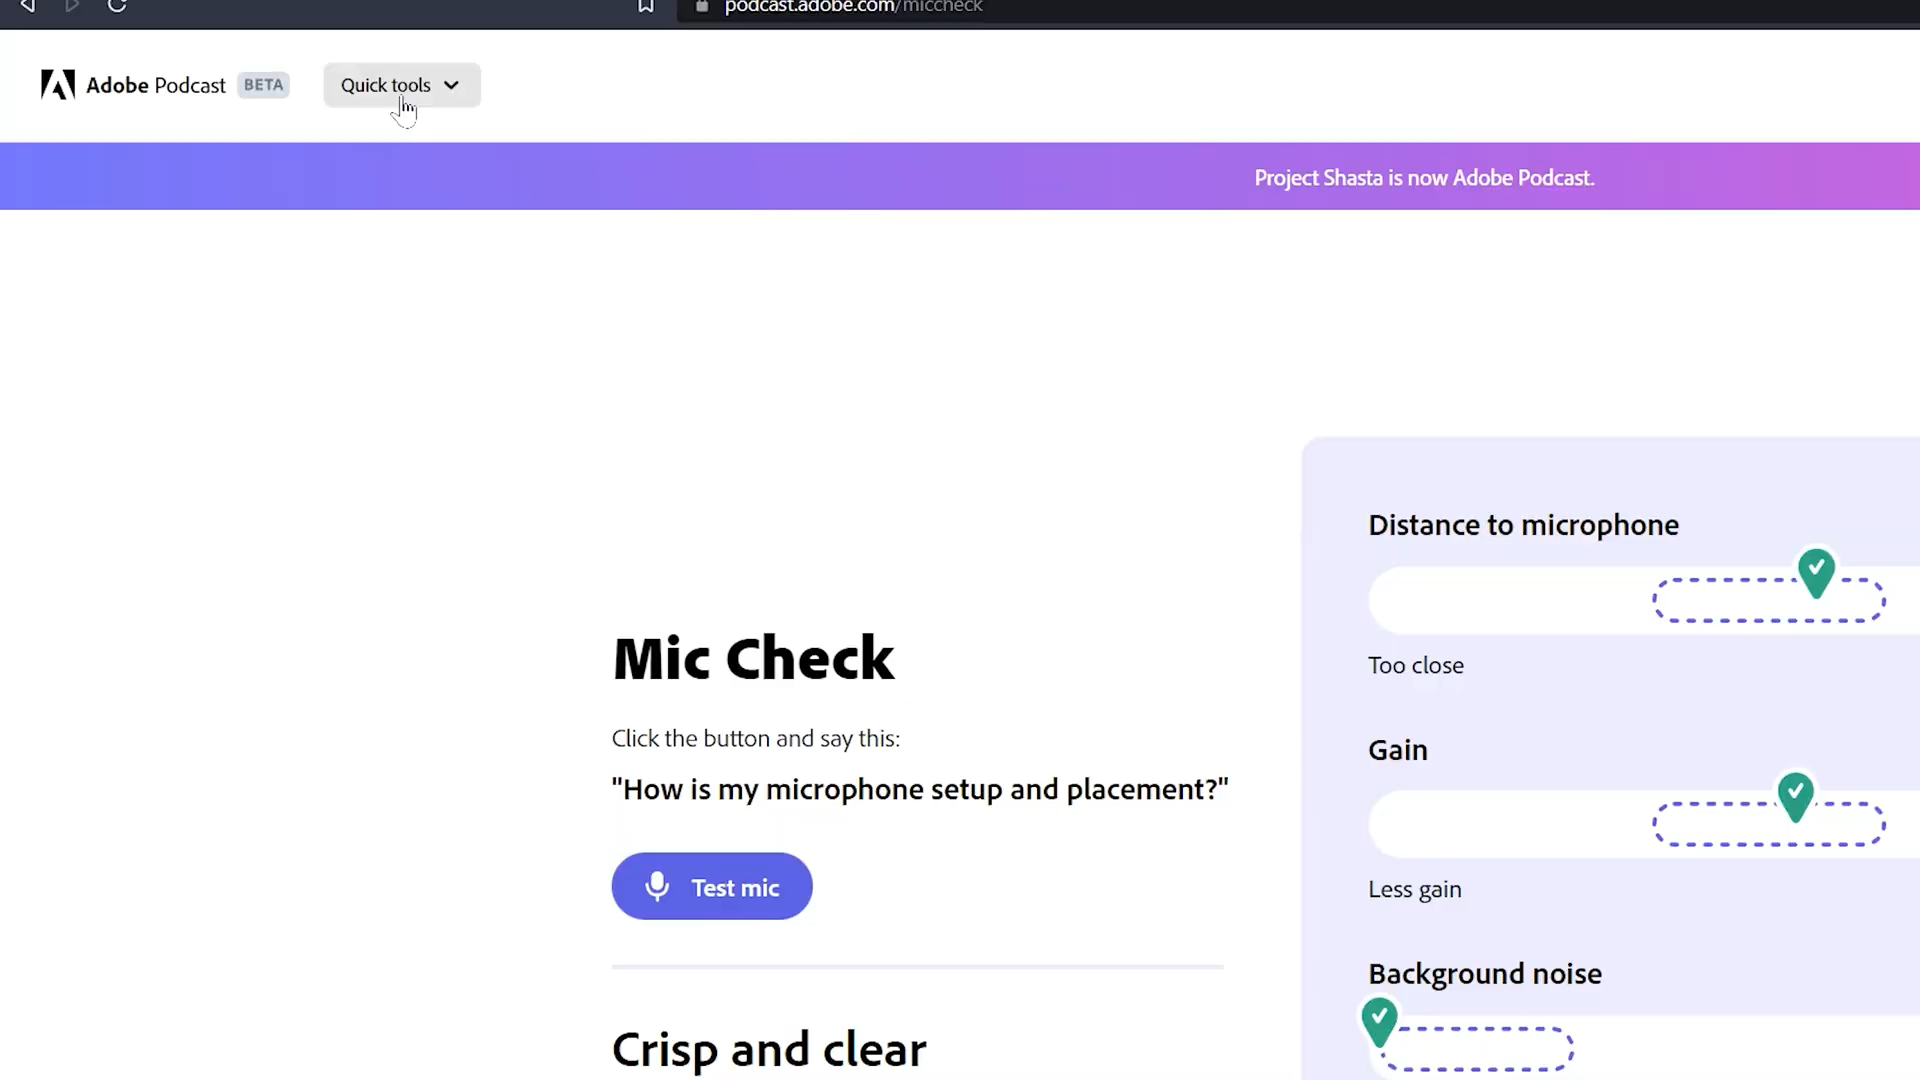 podcast.adobe.com/miccheck
Adobe Podcast BETA Quick tools
Project Shasta is now Adobe Podcast.
Mic Check
Click the button and say this:
"How is my microphone setup and placement?"
Test mic
Crisp and clear
Distance to microphone
Too close
Gain
Less gain
Background noise